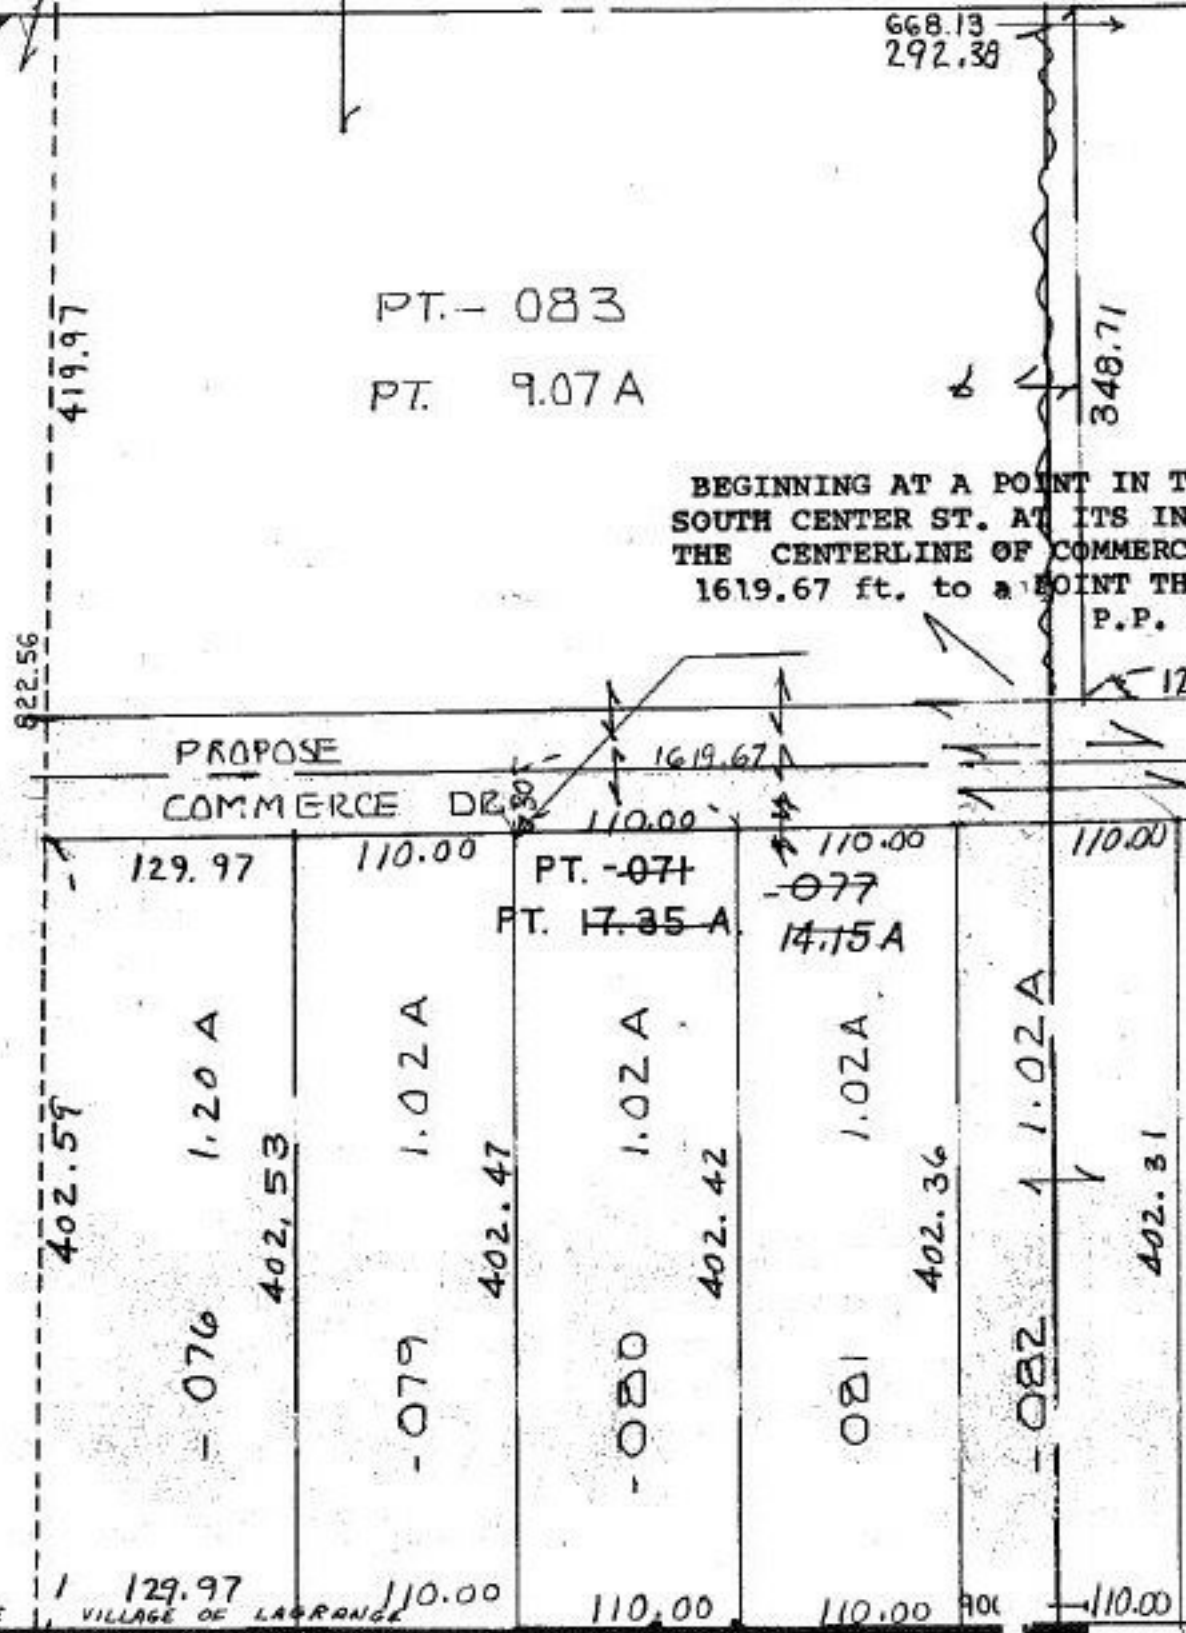 668.13
292.38
419.97
PT. - 083
PT. 9.07 A
348.71
BEGINNING AT A POINT IN T
SOUTH CENTER ST. AT ITS IN
THE CENTERLINE OF COMMERC
1619.67 ft. to a POINT TH
P.P.
822.56
12
PROPOSE
1619.67
COMMERCE DR
30
110.00
129.97
110.00
110.00
110.00
PT. -071
PT. 17.35 A.
-077
14.15 A
402.59
1.20 A
- 076
402.53
1.02 A
-079
402.47
1.02 A
-080
402.42
1.02 A
081
402.36
1.02 A
-082
402.31
129.97
110.00
110.00
110.00
900
110.00
VILLAGE OF LAGRANGE